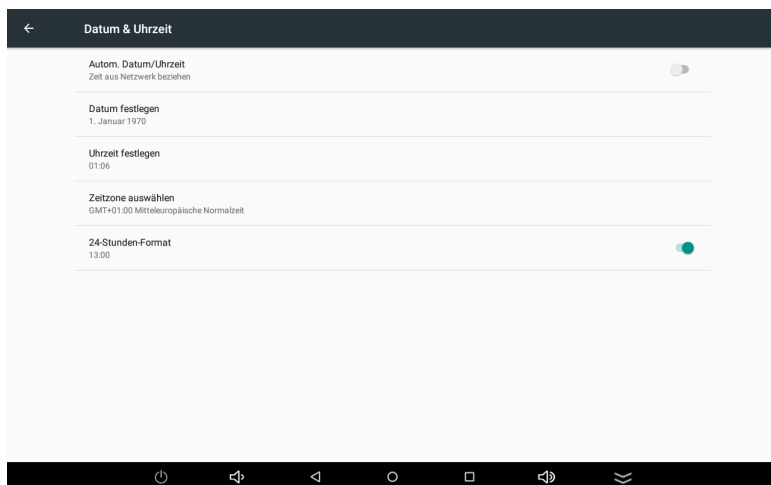 Datum & Uhrzeit
Autom. Datum/Uhrzeit
Zeit aus Netzwerk beziehen
Datum festlegen
1. Januar 1970
Uhrzeit festlegen
01:06
Zeitzone auswählen
GMT+01:00 Mitteleuropäische Normalzeit
24-Stunden-Format
13:00